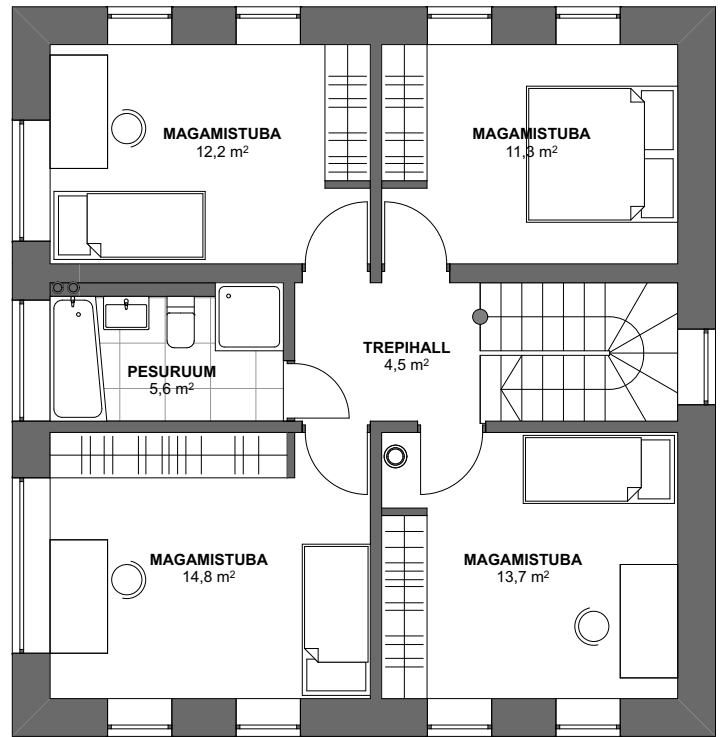 MAGAMISTUBA
12,2 m²
MAGAMISTUBA
11,3 m²
TREPIHALL
4,5 m²
PESURUUM
5,6 m²
MAGAMISTUBA
14,8 m²
MAGAMISTUBA
13,7 m²